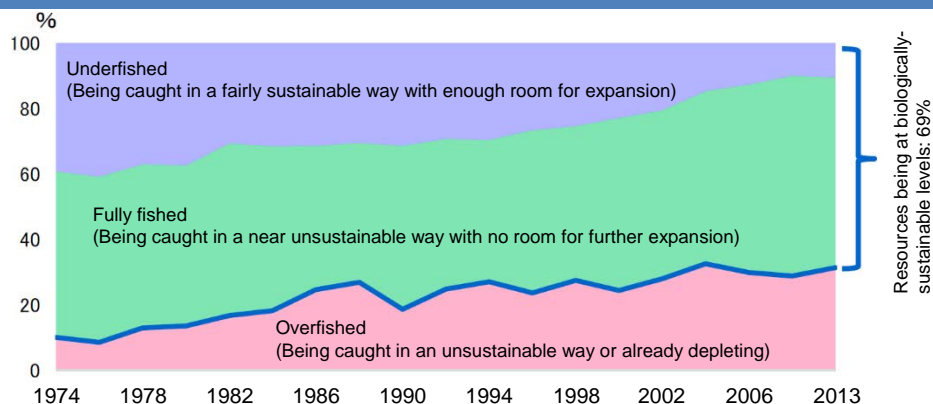 %
100
80
60
40
20
0
Underfished
(Being caught in a fairly sustainable way with enough room for expansion)
Fully fished
(Being caught in a near unsustainable way with no room for further expansion)
Overfished
(Being caught in an unsustainable way or already depleting)
1974 1978 1982 1986 1990 1994 1998 2002 2006 2013
Resources being at biologically-
sustainable levels: 69%